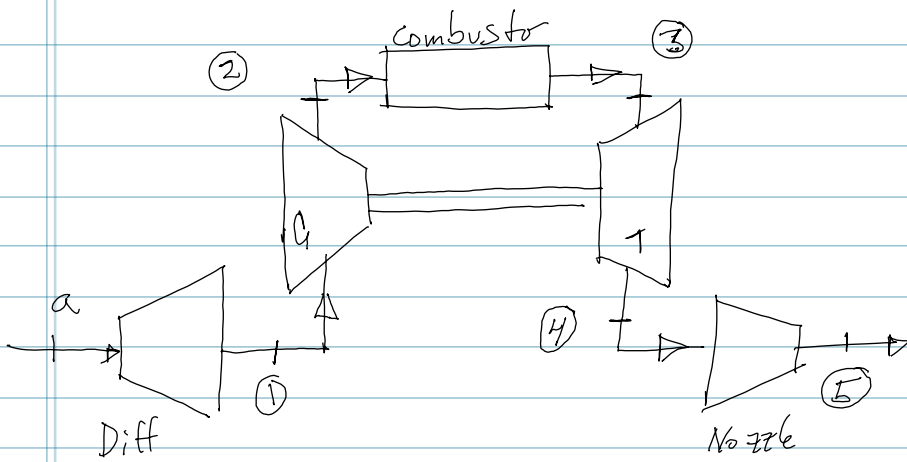 combustor
②
③
T
a
④
①
⑤
Diff
Nozzle